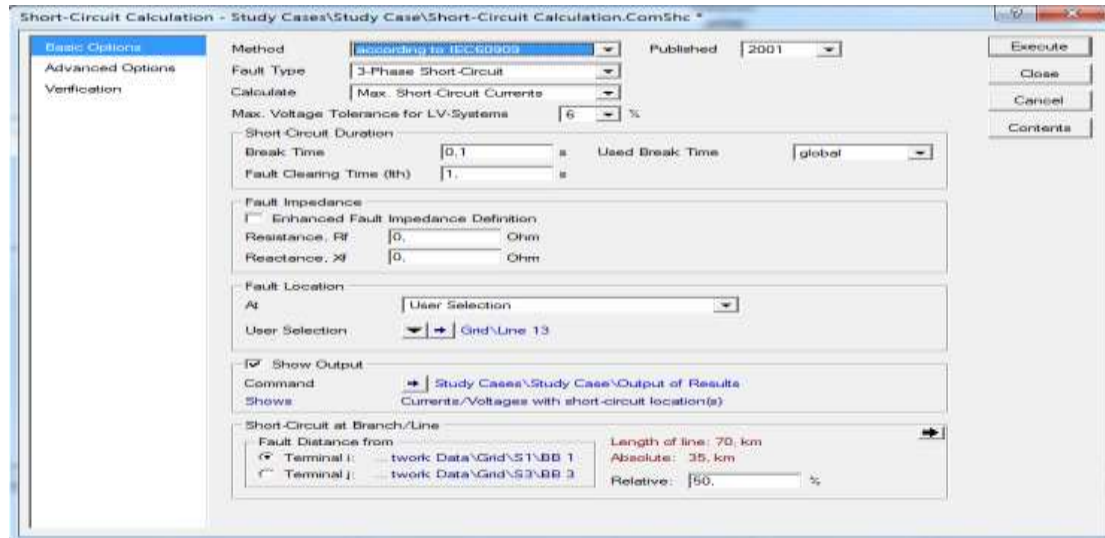 Short-Circuit Calculation - Study Cases\Study Case\Short-Circuit Calculation.ComShc *
Basic Options
Advanced Options
Verification
Method according to IEC60909 Published 2001
Fault Type 3-Phase Short-Circuit
Calculate Max. Short-Circuit Currents
Max. Voltage Tolerance for LV-Systems 6 %
Short-Circuit Duration
Break Time 0,1 s Used Break Time global
Fault Clearing Time (Ith) 1, s
Fault Impedance
Enhanced Fault Impedance Definition
Resistance, Rf 0, Ohm
Reactance, Xf 0, Ohm
Fault Location
At User Selection
User Selection Grid\Line 13
Show Output
Command Study Cases\Study Case\Output of Results
Shows Currents/Voltages with short-circuit location(s)
Short-Circuit at Branch/Line
Fault Distance from
Terminal i: ...twork Data\Grid\S1\BB 1
Terminal j: ...twork Data\Grid\S3\BB 3
Length of line: 70, km
Absolute: 35, km
Relative: 50, %
Execute
Close
Cancel
Contents